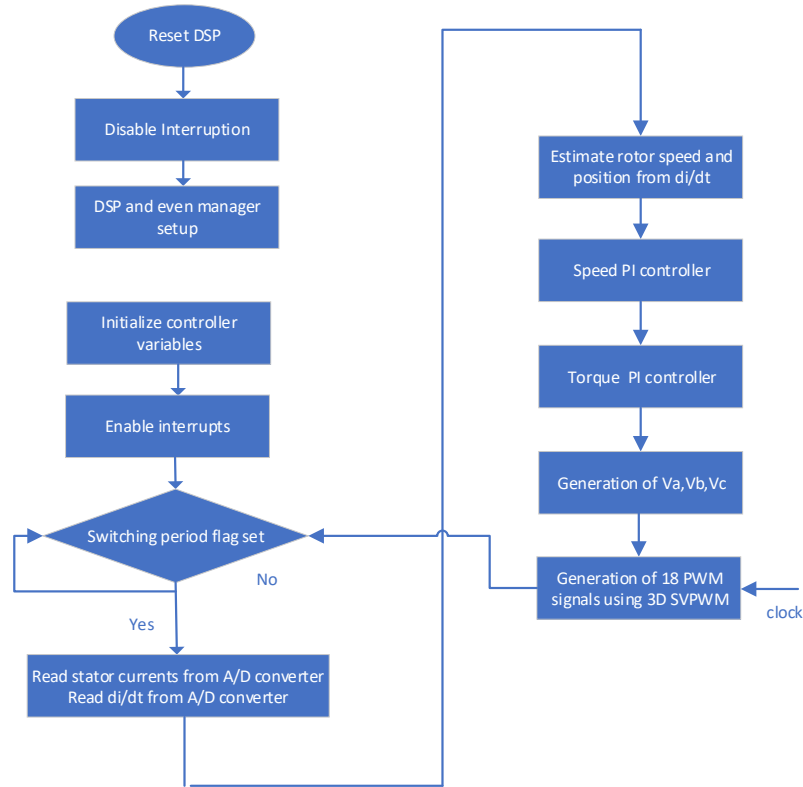 Reset DSP
Disable Interruption
DSP and even manager
setup
Initialize controller
variables
Enable interrupts
Switching period flag set
No
Yes
Read stator currents from A/D converter
Read di/dt from A/D converter
Estimate rotor speed and
position from di/dt
Speed PI controller
Torque  PI controller
Generation of Va,Vb,Vc
Generation of 18 PWM
signals using 3D SVPWM
clock